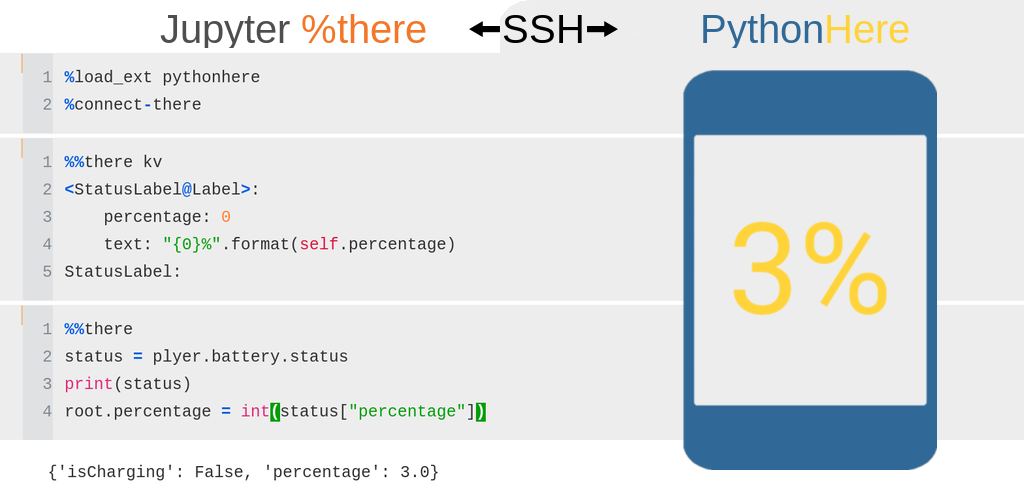 Jupyter %there ←SSH→ PythonHere
1 %load_ext pythonhere
2 %connect-there
1 %%there kv
2 <StatusLabel@Label>:
3     percentage: 0
4     text: "{0}%".format(self.percentage)
5 StatusLabel:
3%
1 %%there
2 status = plyer.battery.status
3 print(status)
4 root.percentage = int(status["percentage"])
{'isCharging': False, 'percentage': 3.0}